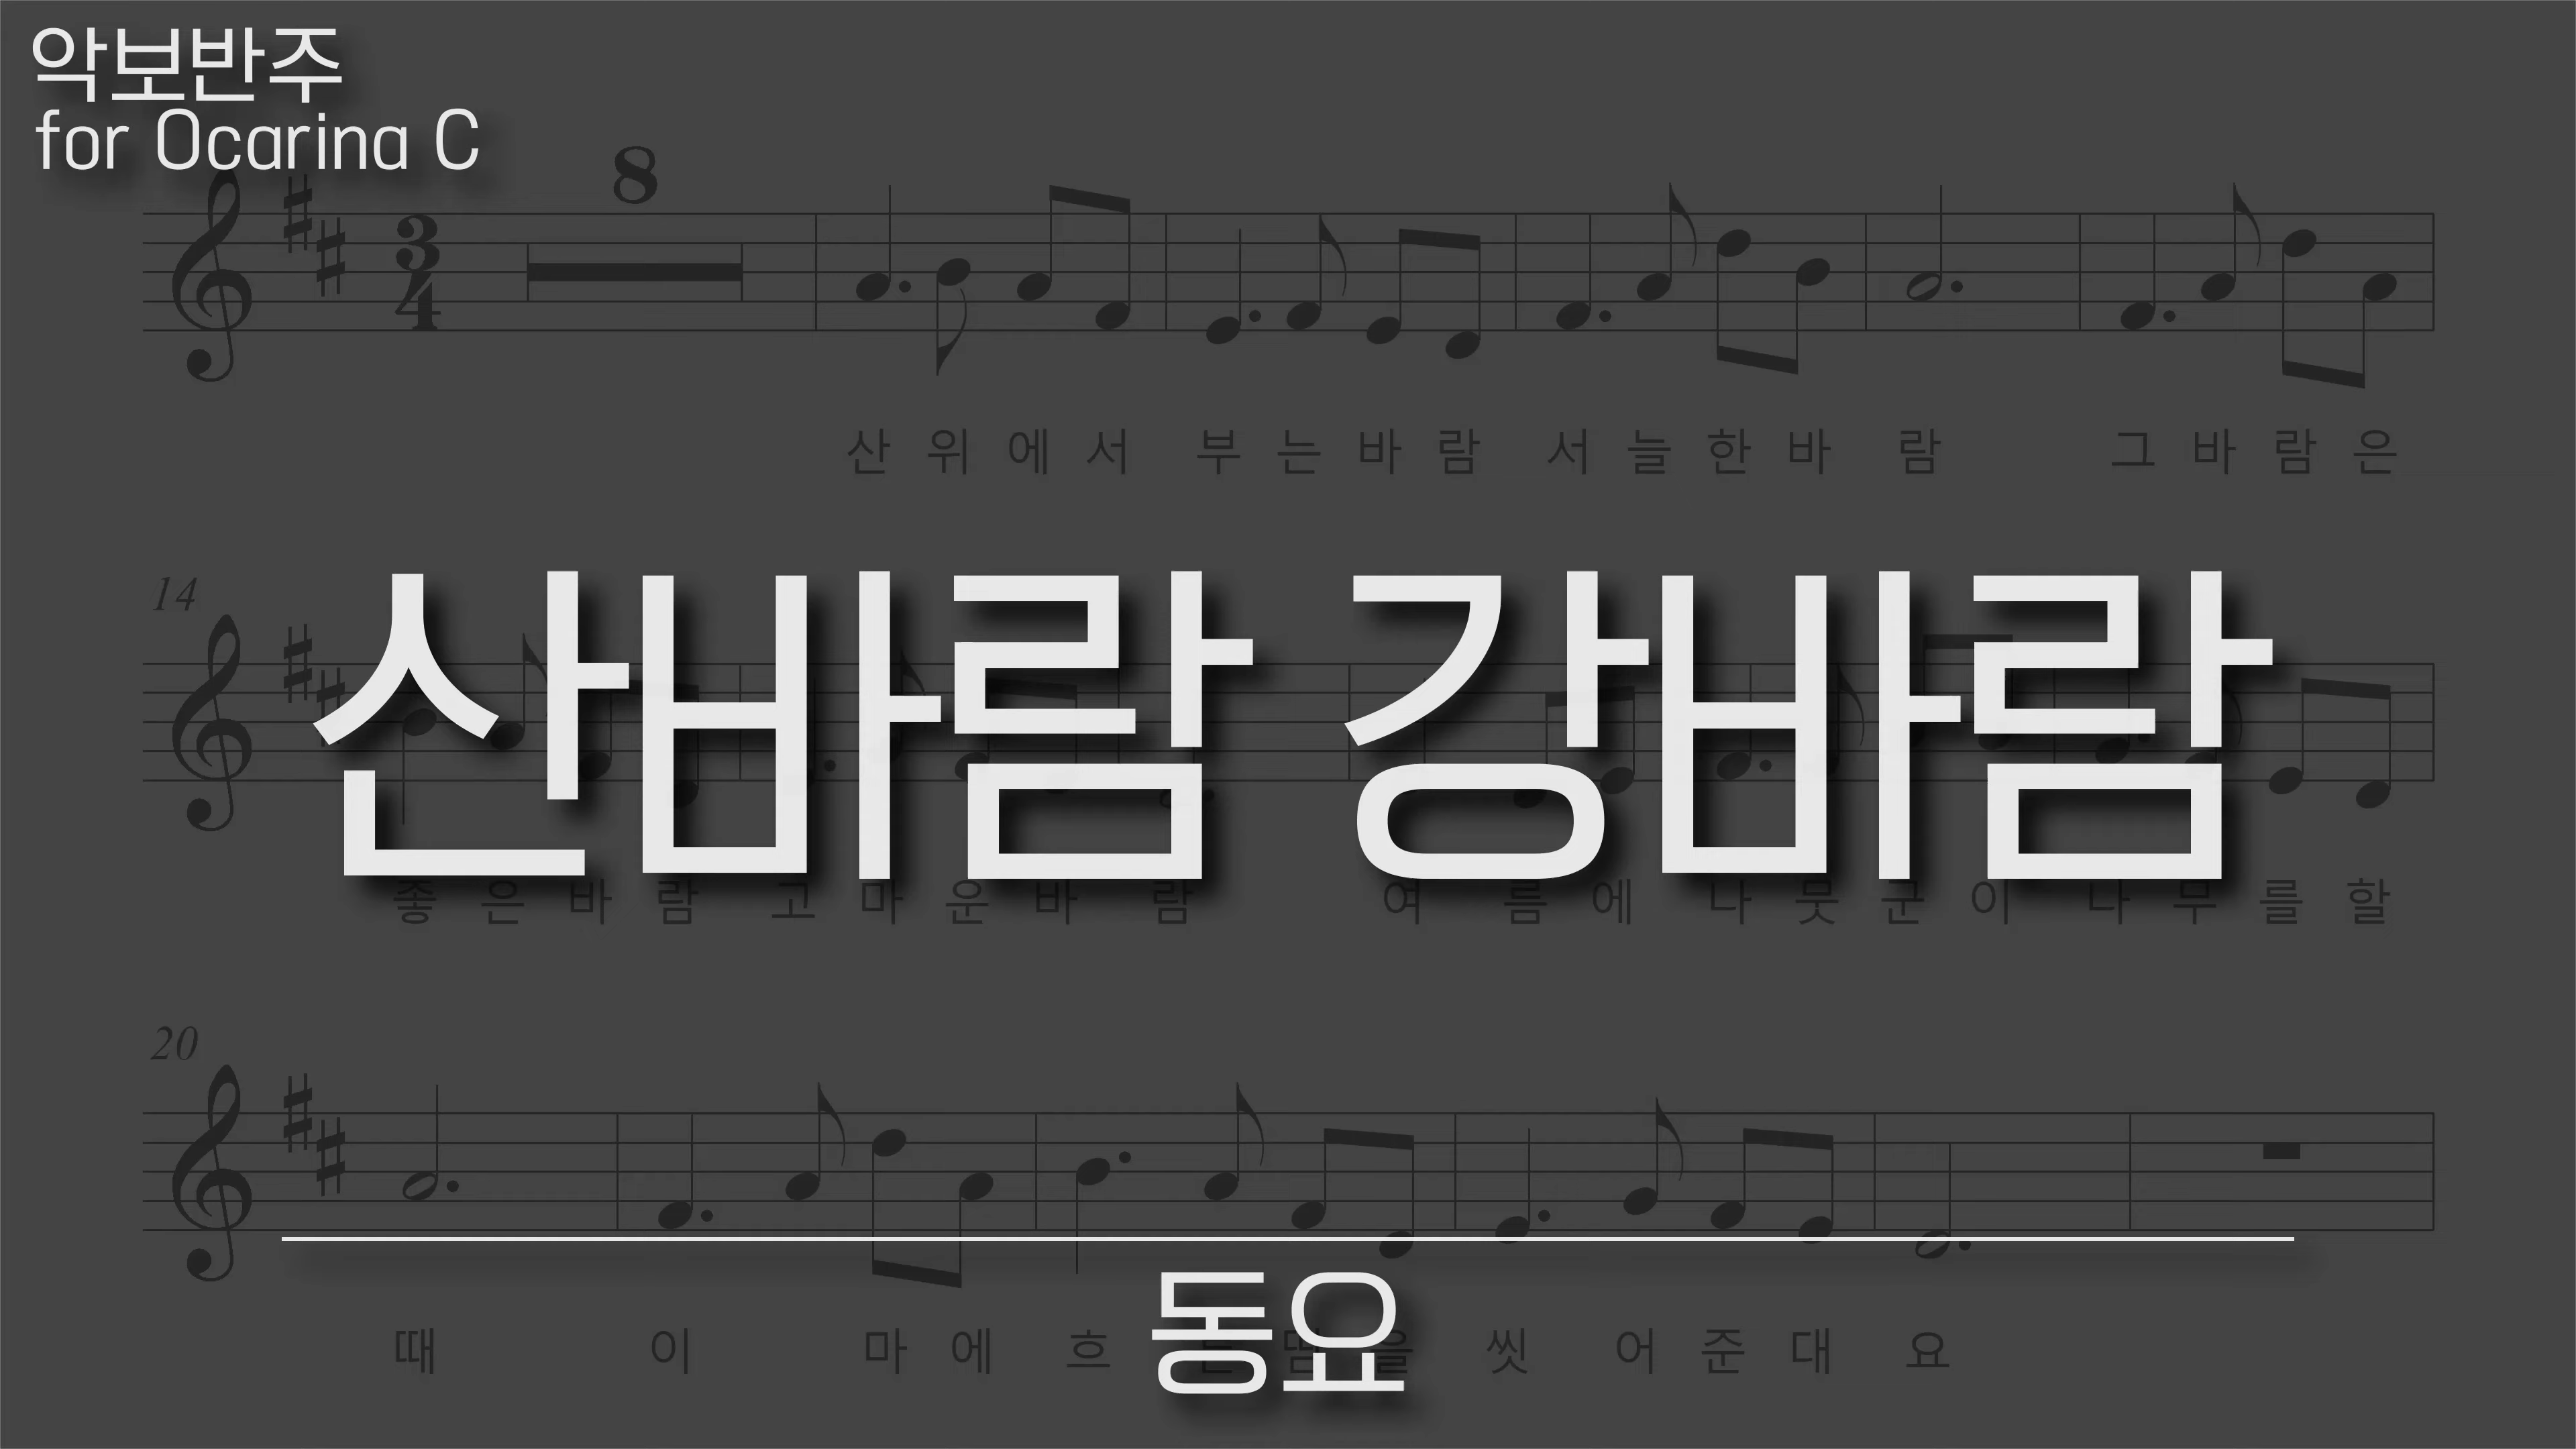 악보반주
for Ocarina C
8
3
4
산 위 에 서 부 는 바 람 서 늘 한 바 람 그 바 람 은
14
산바람 강바람
좋 은 바 람 고 마 운 바 람 여 름 에 나 뭇 군 이 나 무 를 할
20
동요
때 이 마 에 흐 는 땀 을 씻 어 준 대 요